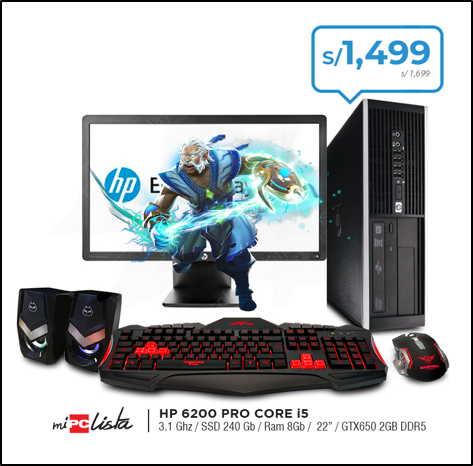 S/1,499
S/ 1,699
hp
hp
mi PC Lista
HP 6200 PRO CORE i5
3.1 Ghz / SSD 240 Gb / Ram 8Gb / 22” / GTX650 2GB DDR5